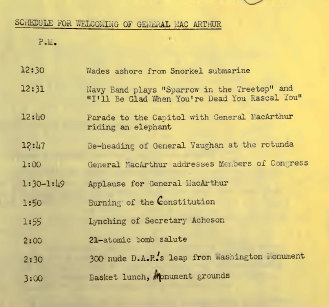 SCHEDULE FOR WELCOMING OF GENERAL MAC ARTHUR
P.M.
12:30 Wades ashore from Snorkel submarine
12:31 Navy Band plays "Sparrow in the Treetop" and
"I'll Be Glad When You're Dead You Rascal You"
12:40 Parade to the Capitol with General MacArthur
riding an elephant
12:47 Be-heading of General Vaughan at the rotunda
1:00 General MacArthur addresses Members of Congress
1:30-1:49 Applause for General MacArthur
1:50 Burning of the Constitution
1:55 Lynching of Secretary Acheson
2:00 21-atomic bomb salute
2:30 300 nude D.A.R.'s leap from Washington Monument
3:00 Basket lunch, Monument grounds